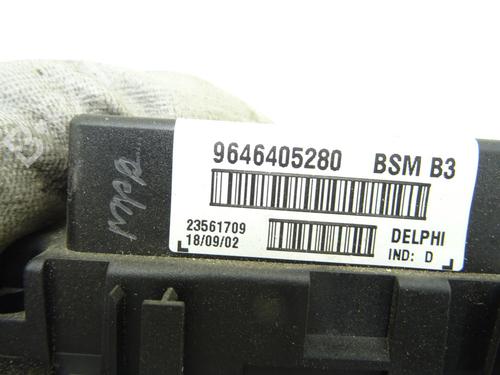 9646405280 BSM B3
23561709
18/09/02
DELPHI
IND: D